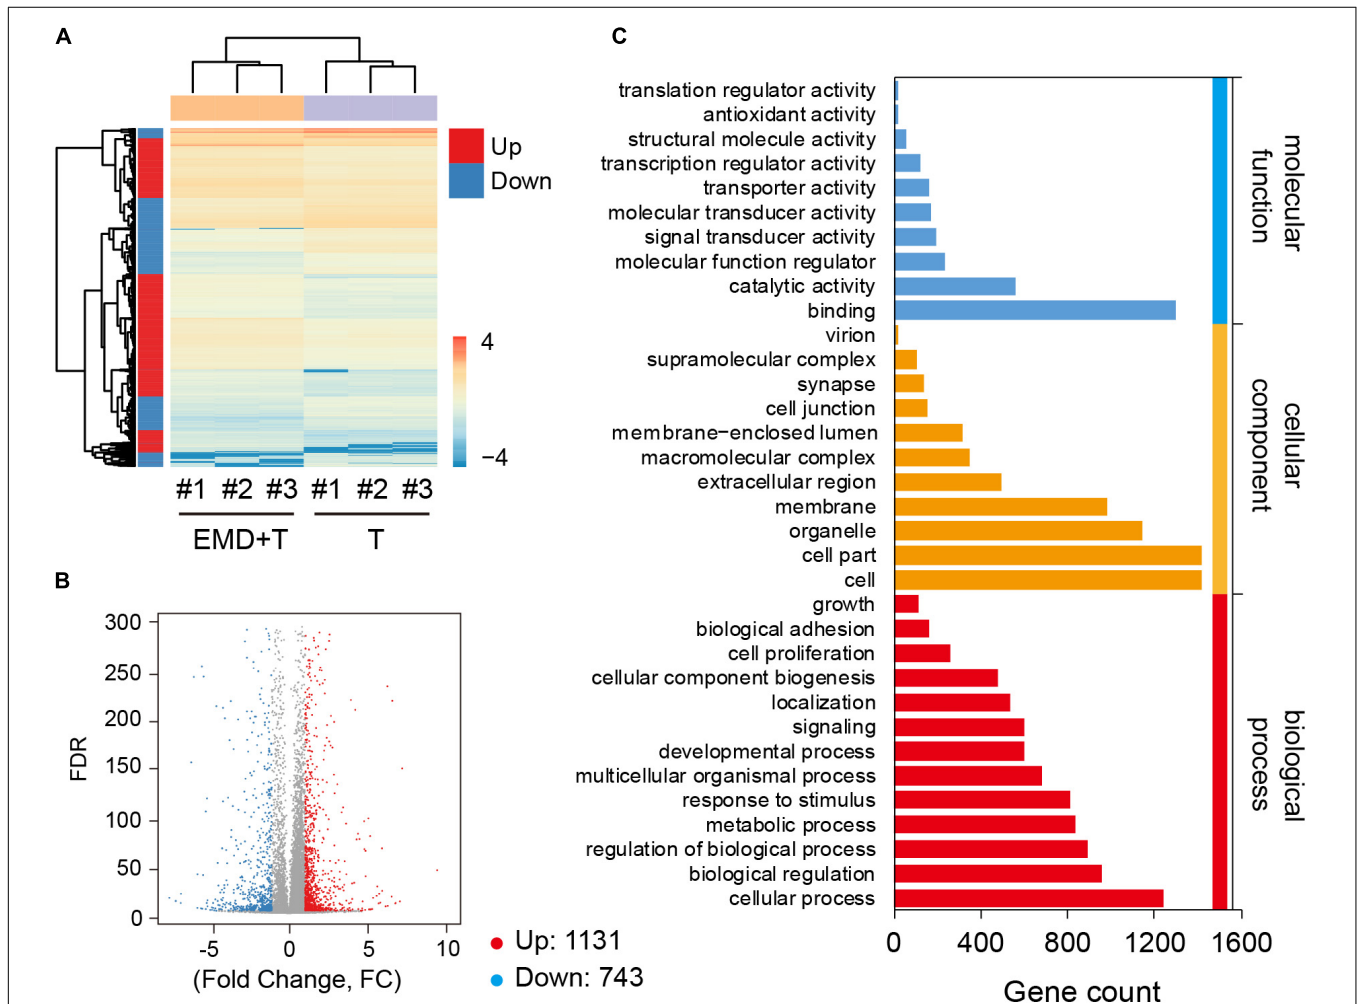 A
Up
Down
4
−4
#1 #2 #3 #1 #2 #3
EMD+T T
B
300
250
200
150
100
50
0
FDR
-5 0 5 10
(Fold Change, FC)
Up: 1131
Down: 743
C
translation regulator activity
antioxidant activity
structural molecule activity
transcription regulator activity
transporter activity
molecular transducer activity
signal transducer activity
molecular function regulator
catalytic activity
binding
virion
supramolecular complex
synapse
cell junction
membrane−enclosed lumen
macromolecular complex
extracellular region
membrane
organelle
cell part
cell
growth
biological adhesion
cell proliferation
cellular component biogenesis
localization
signaling
developmental process
multicellular organismal process
response to stimulus
metabolic process
regulation of biological process
biological regulation
cellular process
molecular
function
cellular
component
biological
process
0 400 800 1200 1600
Gene count